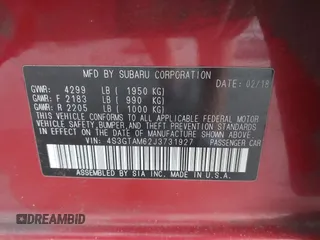 MFD BY SUBARU CORPORATION
DATE: 02/18
GVWR: 4299 LB ( 1950 KG)
GAWR: F 2183 LB ( 990 KG)
GAWR: R 2205 LB ( 1000 KG)
THIS VEHICLE CONFORMS TO ALL APPLICABLE FEDERAL MOTOR
VEHICLE SAFETY, BUMPER, AND THEFT PREVENTION STANDARDS
IN EFFECT ON THE DATE OF MANUFACTURE SHOWN ABOVE.
VIN: 4S3GTAM62J3731927 PASSENGER CAR
ASSEMBLED BY SIA INC. MADE IN U.S.A.
© DREAMBID